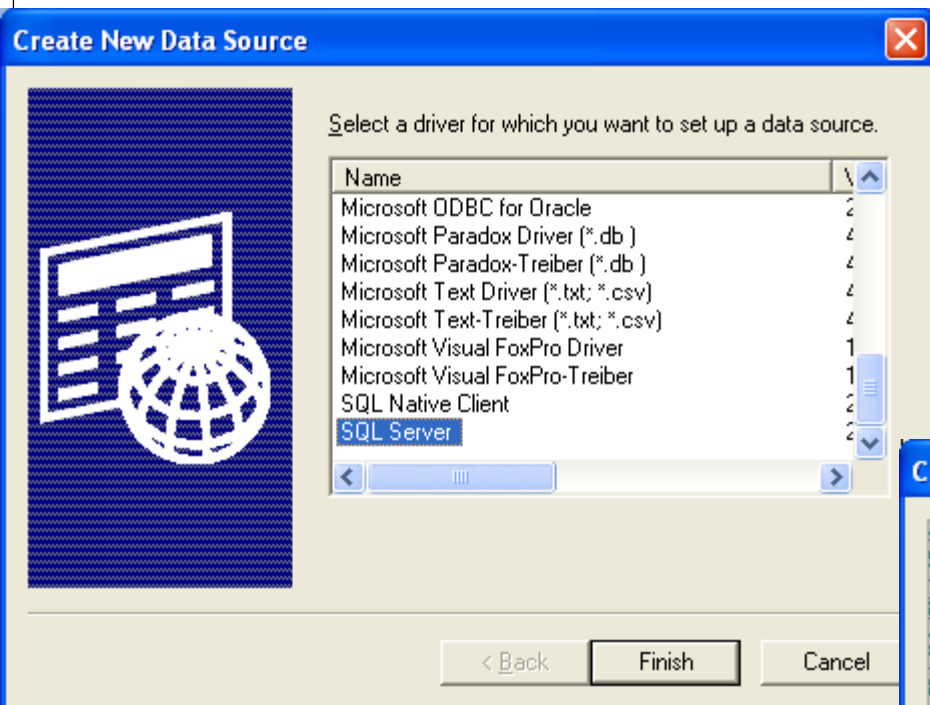 Create New Data Source
Select a driver for which you want to set up a data source.
Name
Microsoft ODBC for Oracle
Microsoft Paradox Driver (*.db )
Microsoft Paradox-Treiber (*.db )
Microsoft Text Driver (*.txt; *.csv)
Microsoft Text-Treiber (*.txt; *.csv)
Microsoft Visual FoxPro Driver
Microsoft Visual FoxPro-Treiber
SQL Native Client
SQL Server
< Back Finish Cancel